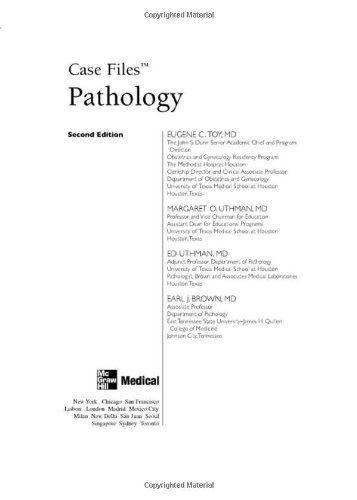 Copyrighted Material
Case Files™
Pathology
Second Edition
EUGENE C. TOY, MD
The John S. Dunn Senior Academic Chief and Program
Director
Obstetrics and Gynecology Residency Program
The Methodist Hospital Houston
Clerkship Director and Clinical Associate Professor
Department of Obstetrics and Gynecology
University of Texas Medical School at Houston
Houston, Texas
MARGARET O. UTHMAN, MD
Professor and Vice Chairman for Education
Assistant Dean for Educational Programs
University of Texas Medical School at Houston
Houston, Texas
ED UTHMAN, MD
Adjunct Professor Department of Pathology
University of Texas Medical School at Houston
Pathologist, Brown and Associates Medical Laboratories
Houston, Texas
EARL J. BROWN, MD
Associate Professor
Department of Pathology
East Tennessee State University–James H. Quillen
College of Medicine
Johnson City, Tennessee
Mc
Graw
Hill
Medical
New York Chicago San Francisco
Lisbon London Madrid Mexico City
Milan New Delhi San Juan Seoul
Singapore Sydney Toronto
Copyrighted Material